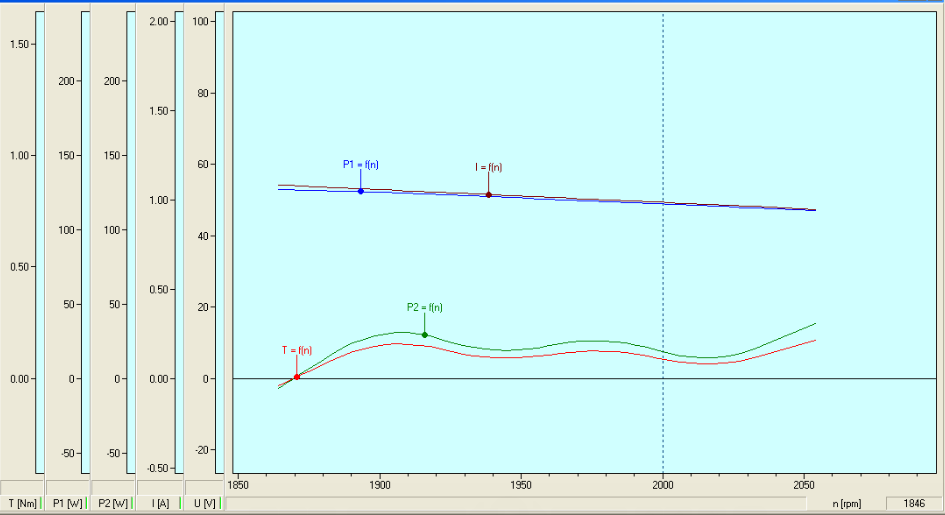 2.00 100
1.50
200 200
80
1.50
1.00 150 150 60
P1 = f(n) I = f(n)
1.00
100 100
40
0.50
0.50
50 50 20
P2 = f(n)
T = f(n)
0.00 0 0 0.00 0
-50 -50 -20
-0.50
1850 1900 1950 2000 2050
T [Nm] P1 [W] P2 [W] I [A] U [V] n [rpm] 1846